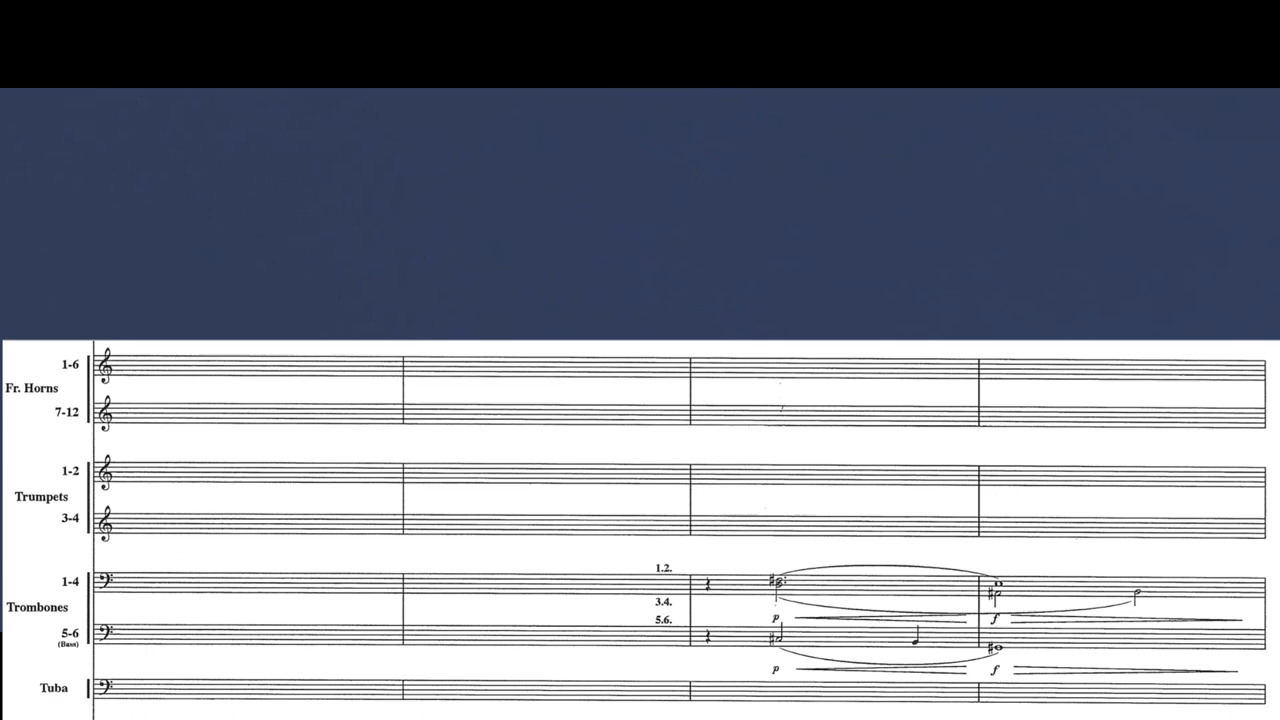 1-6
Fr. Horns
7-12
1-2
Trumpets
3-4
1.2.
1-4
3.4.
Trombones
p f
5.6.
5-6
(Bass)
p f
Tuba